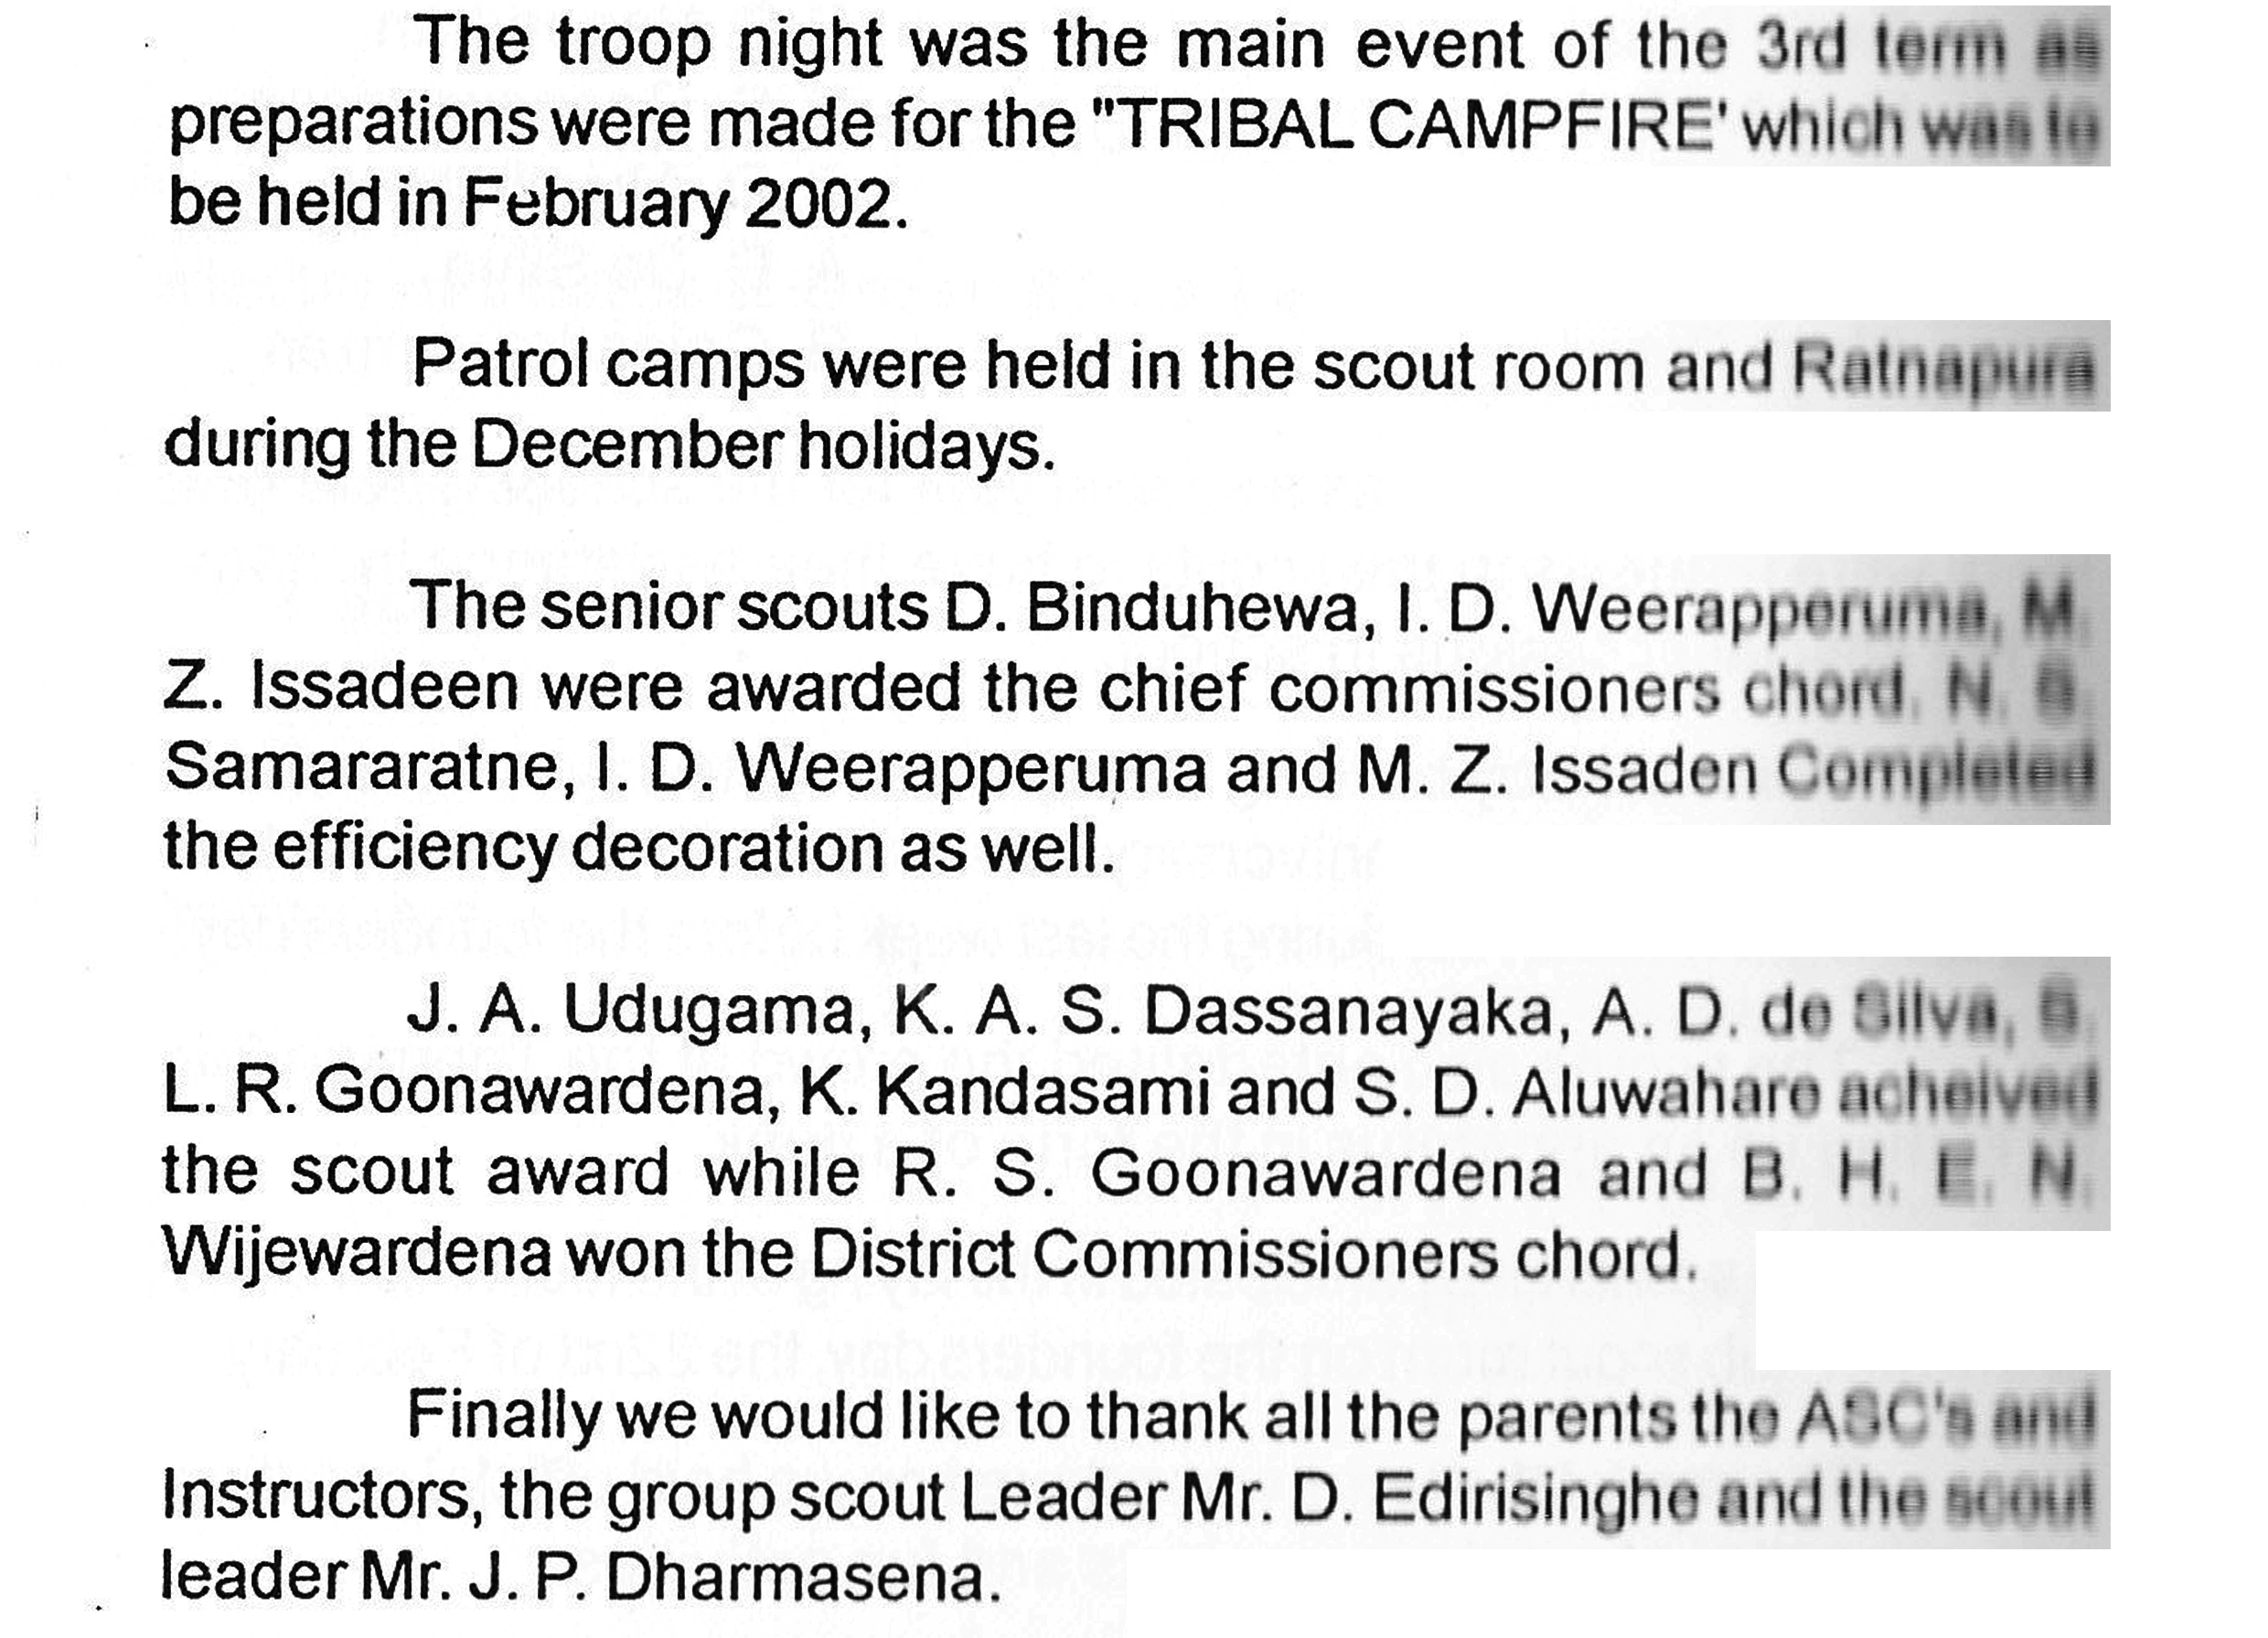 The troop night was the main event of the 3rd term as
preparations were made for the "TRIBAL CAMPFIRE' which was to
be held in February 2002.
Patrol camps were held in the scout room and Ratnapura
during the December holidays.
The senior scouts D. Binduhewa, I. D. Weerapperuma, M
Z. Issadeen were awarded the chief commissioners chord. N.
Samararatne, I. D. Weerapperuma and M. Z. Issaden Completed
the efficiency decoration as well.
J. A. Udugama, K. A. S. Dassanayaka, A. D. de Silva,
L. R. Goonawardena, K. Kandasami and S. D. Aluwahare acheived
the scout award while R. S. Goonawardena and B. H. E. N.
Wijewardena won the District Commissioners chord.
Finally we would like to thank all the parents the ASC's and
Instructors, the group scout Leader Mr. D. Edirisinghe and the scout
leader Mr. J. P. Dharmasena.